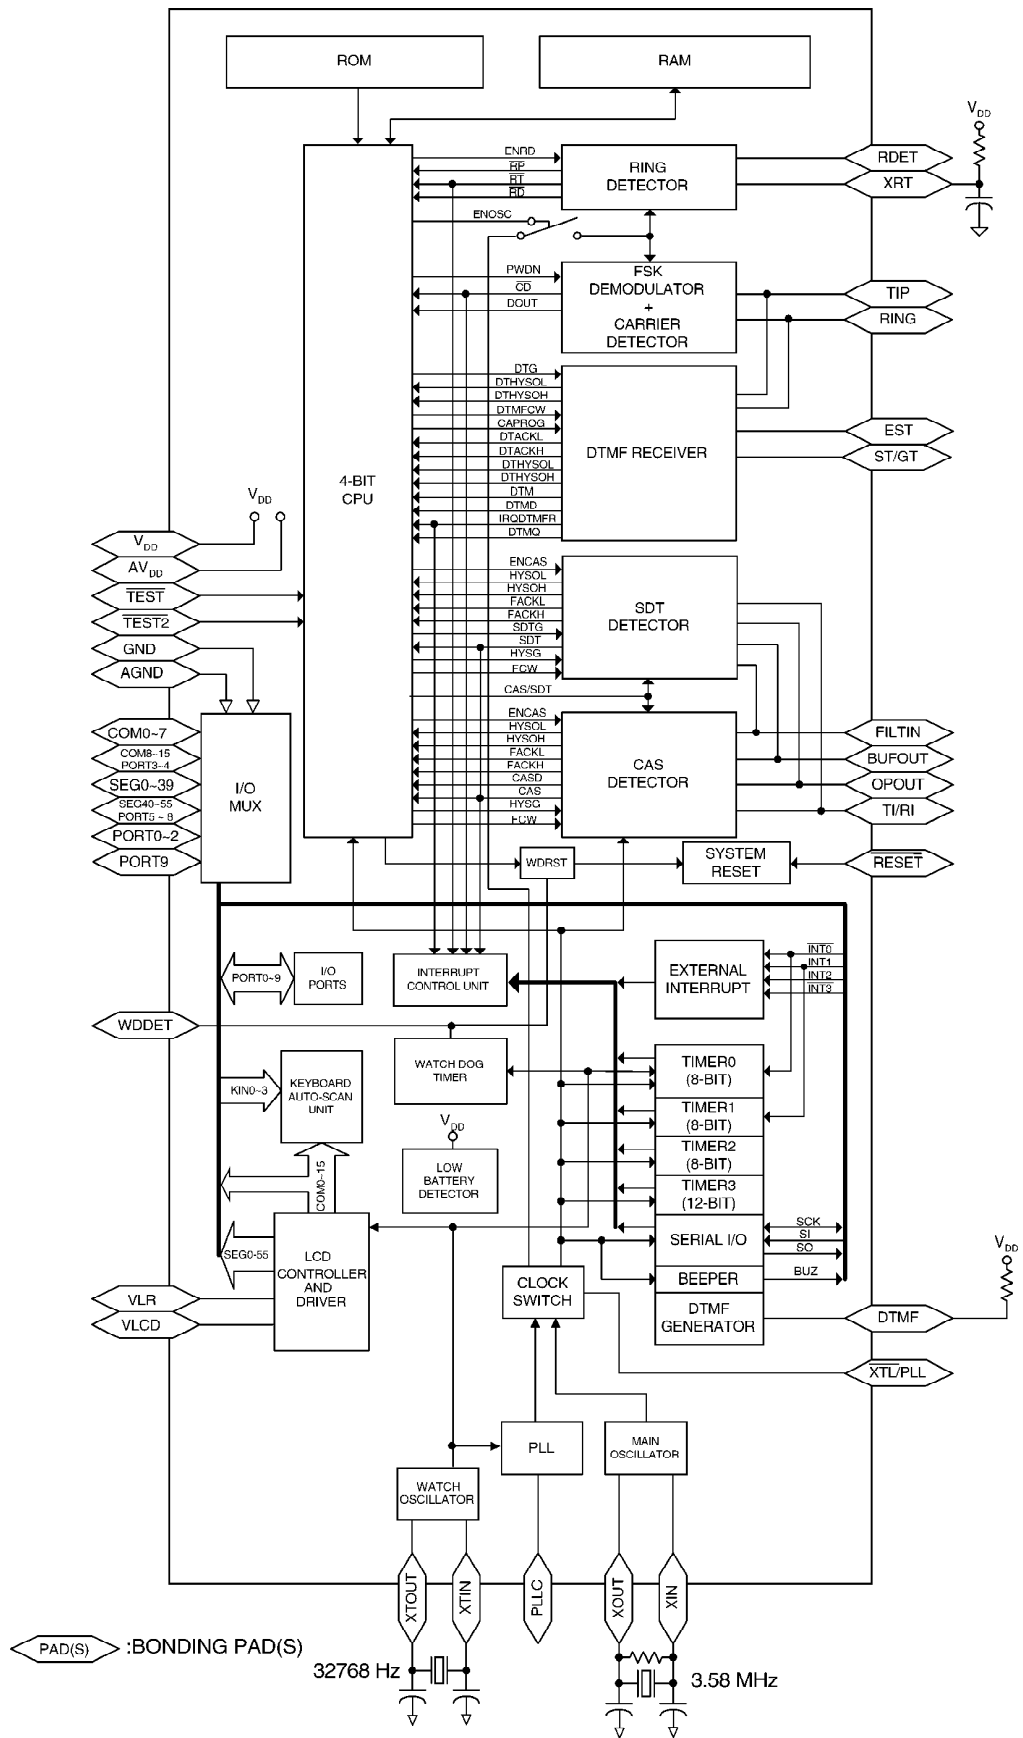 ROM
RAM
V_DD
ENRD
RP
RT
RD
RING
DETECTOR
RDET
XRT
ENOSC
PWDN
CD
DOUT
FSK
DEMODULATOR
+
CARRIER
DETECTOR
TIP
RING
4-BIT
CPU
DTG
DTHYSOL
DTHYSOH
DTMFCW
CAPROG
DTACKL
DTACKH
DTHYSOL
DTHYSOH
DTM
DTMD
IRQDTMFR
DTMQ
DTMF RECEIVER
EST
ST/GT
V_DD
V_DD
AV_DD
TEST
TEST2
GND
AGND
ENCAS
HYSOL
HYSOH
FACKL
FACKH
SDTG
SDT
HYSG
FCW
SDT
DETECTOR
CAS/SDT
COM0~7
COM8~15
PORT3~4
SEG0~39
SEG40~55
PORT5 ~ 8
PORT0~2
PORT9
I/O
MUX
ENCAS
HYSOL
HYSOH
FACKL
FACKH
CASD
CAS
HYSG
FCW
CAS
DETECTOR
FILTIN
BUFOUT
OPOUT
TI/RI
WDRST
SYSTEM
RESET
RESET
PORT0~9
I/O
PORTS
INTERRUPT
CONTROL UNIT
EXTERNAL
INTERRUPT
INT0
INT1
INT2
INT3
WDDET
WATCH DOG
TIMER
KIN0~3
KEYBOARD
AUTO-SCAN
UNIT
V_DD
LOW
BATTERY
DETECTOR
TIMER0
(8-BIT)
TIMER1
(8-BIT)
TIMER2
(8-BIT)
TIMER3
(12-BIT)
COM0~15
SEG0-55
LCD
CONTROLLER
AND
DRIVER
SERIAL I/O
SCK
SI
SO
BEEPER
BUZ
V_DD
CLOCK
SWITCH
DTMF
GENERATOR
DTMF
VLR
VLCD
XTL/PLL
PLL
MAIN
OSCILLATOR
WATCH
OSCILLATOR
XTOUT
XTIN
PLLC
XOUT
XIN
PAD(S) :BONDING PAD(S)
32768 Hz
3.58 MHz